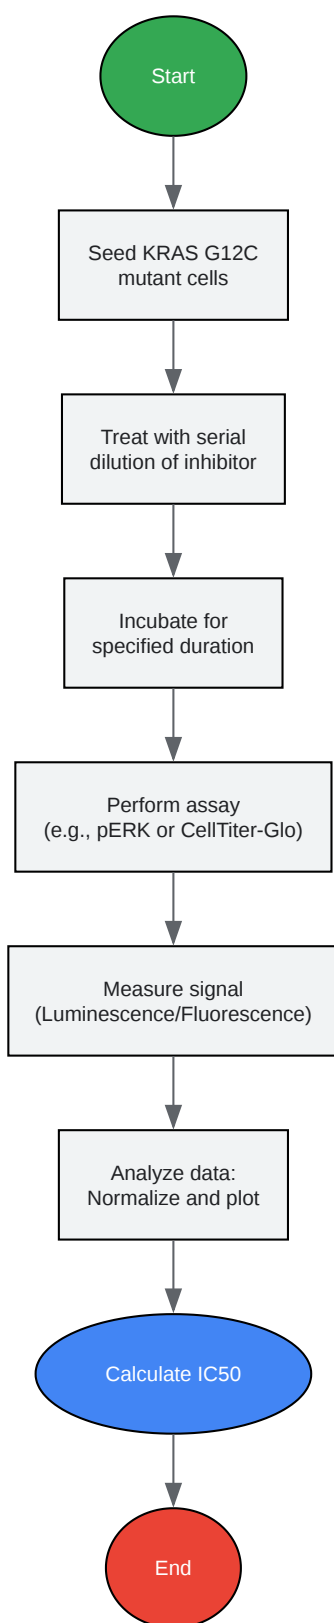 Start
Seed KRAS G12C
mutant cells
Treat with serial
dilution of inhibitor
Incubate for
specified duration
Perform assay
(e.g., pERK or CellTiter-Glo)
Measure signal
(Luminescence/Fluorescence)
Analyze data:
Normalize and plot
Calculate IC50
End